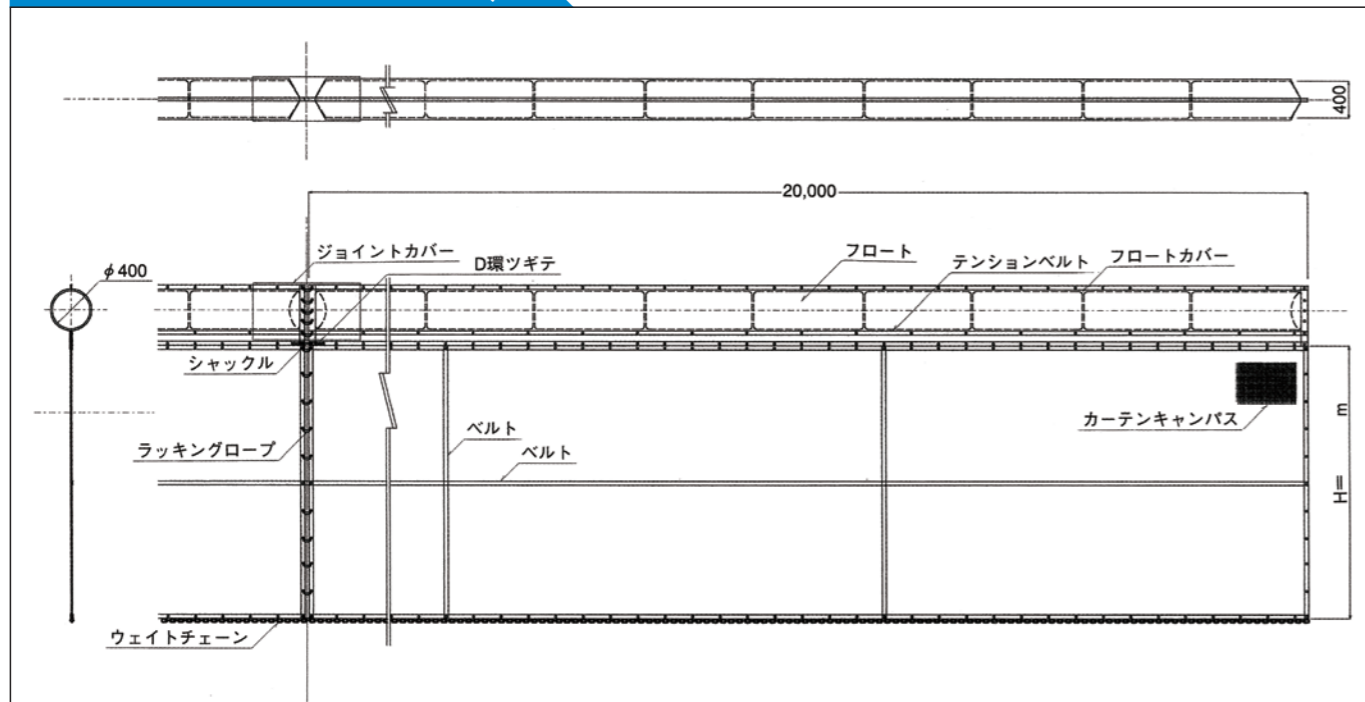 400
20,000
ジョイントカバー
D環ツギテ
フロート
テンションベルト
フロートカバー
φ400
シャックル
カーテンキャンバス
ラッキングロープ
ベルト
ベルト
H= m
ウェイトチェーン